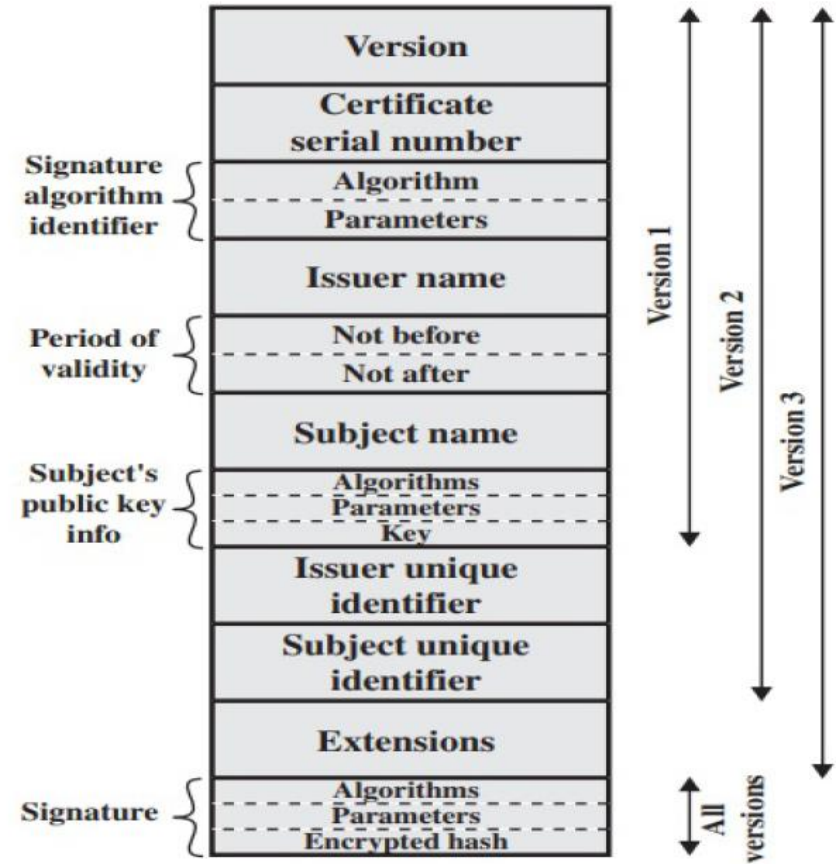 Version
Certificate
serial number
Signature
algorithm
identifier
Algorithm
Parameters
Issuer name
Period of
validity
Not before
Not after
Subject name
Subject's
public key
info
Algorithms
Parameters
Key
Issuer unique
identifier
Subject unique
identifier
Extensions
Signature
Algorithms
Parameters
Encrypted hash
Version 1
Version 2
Version 3
All
versions